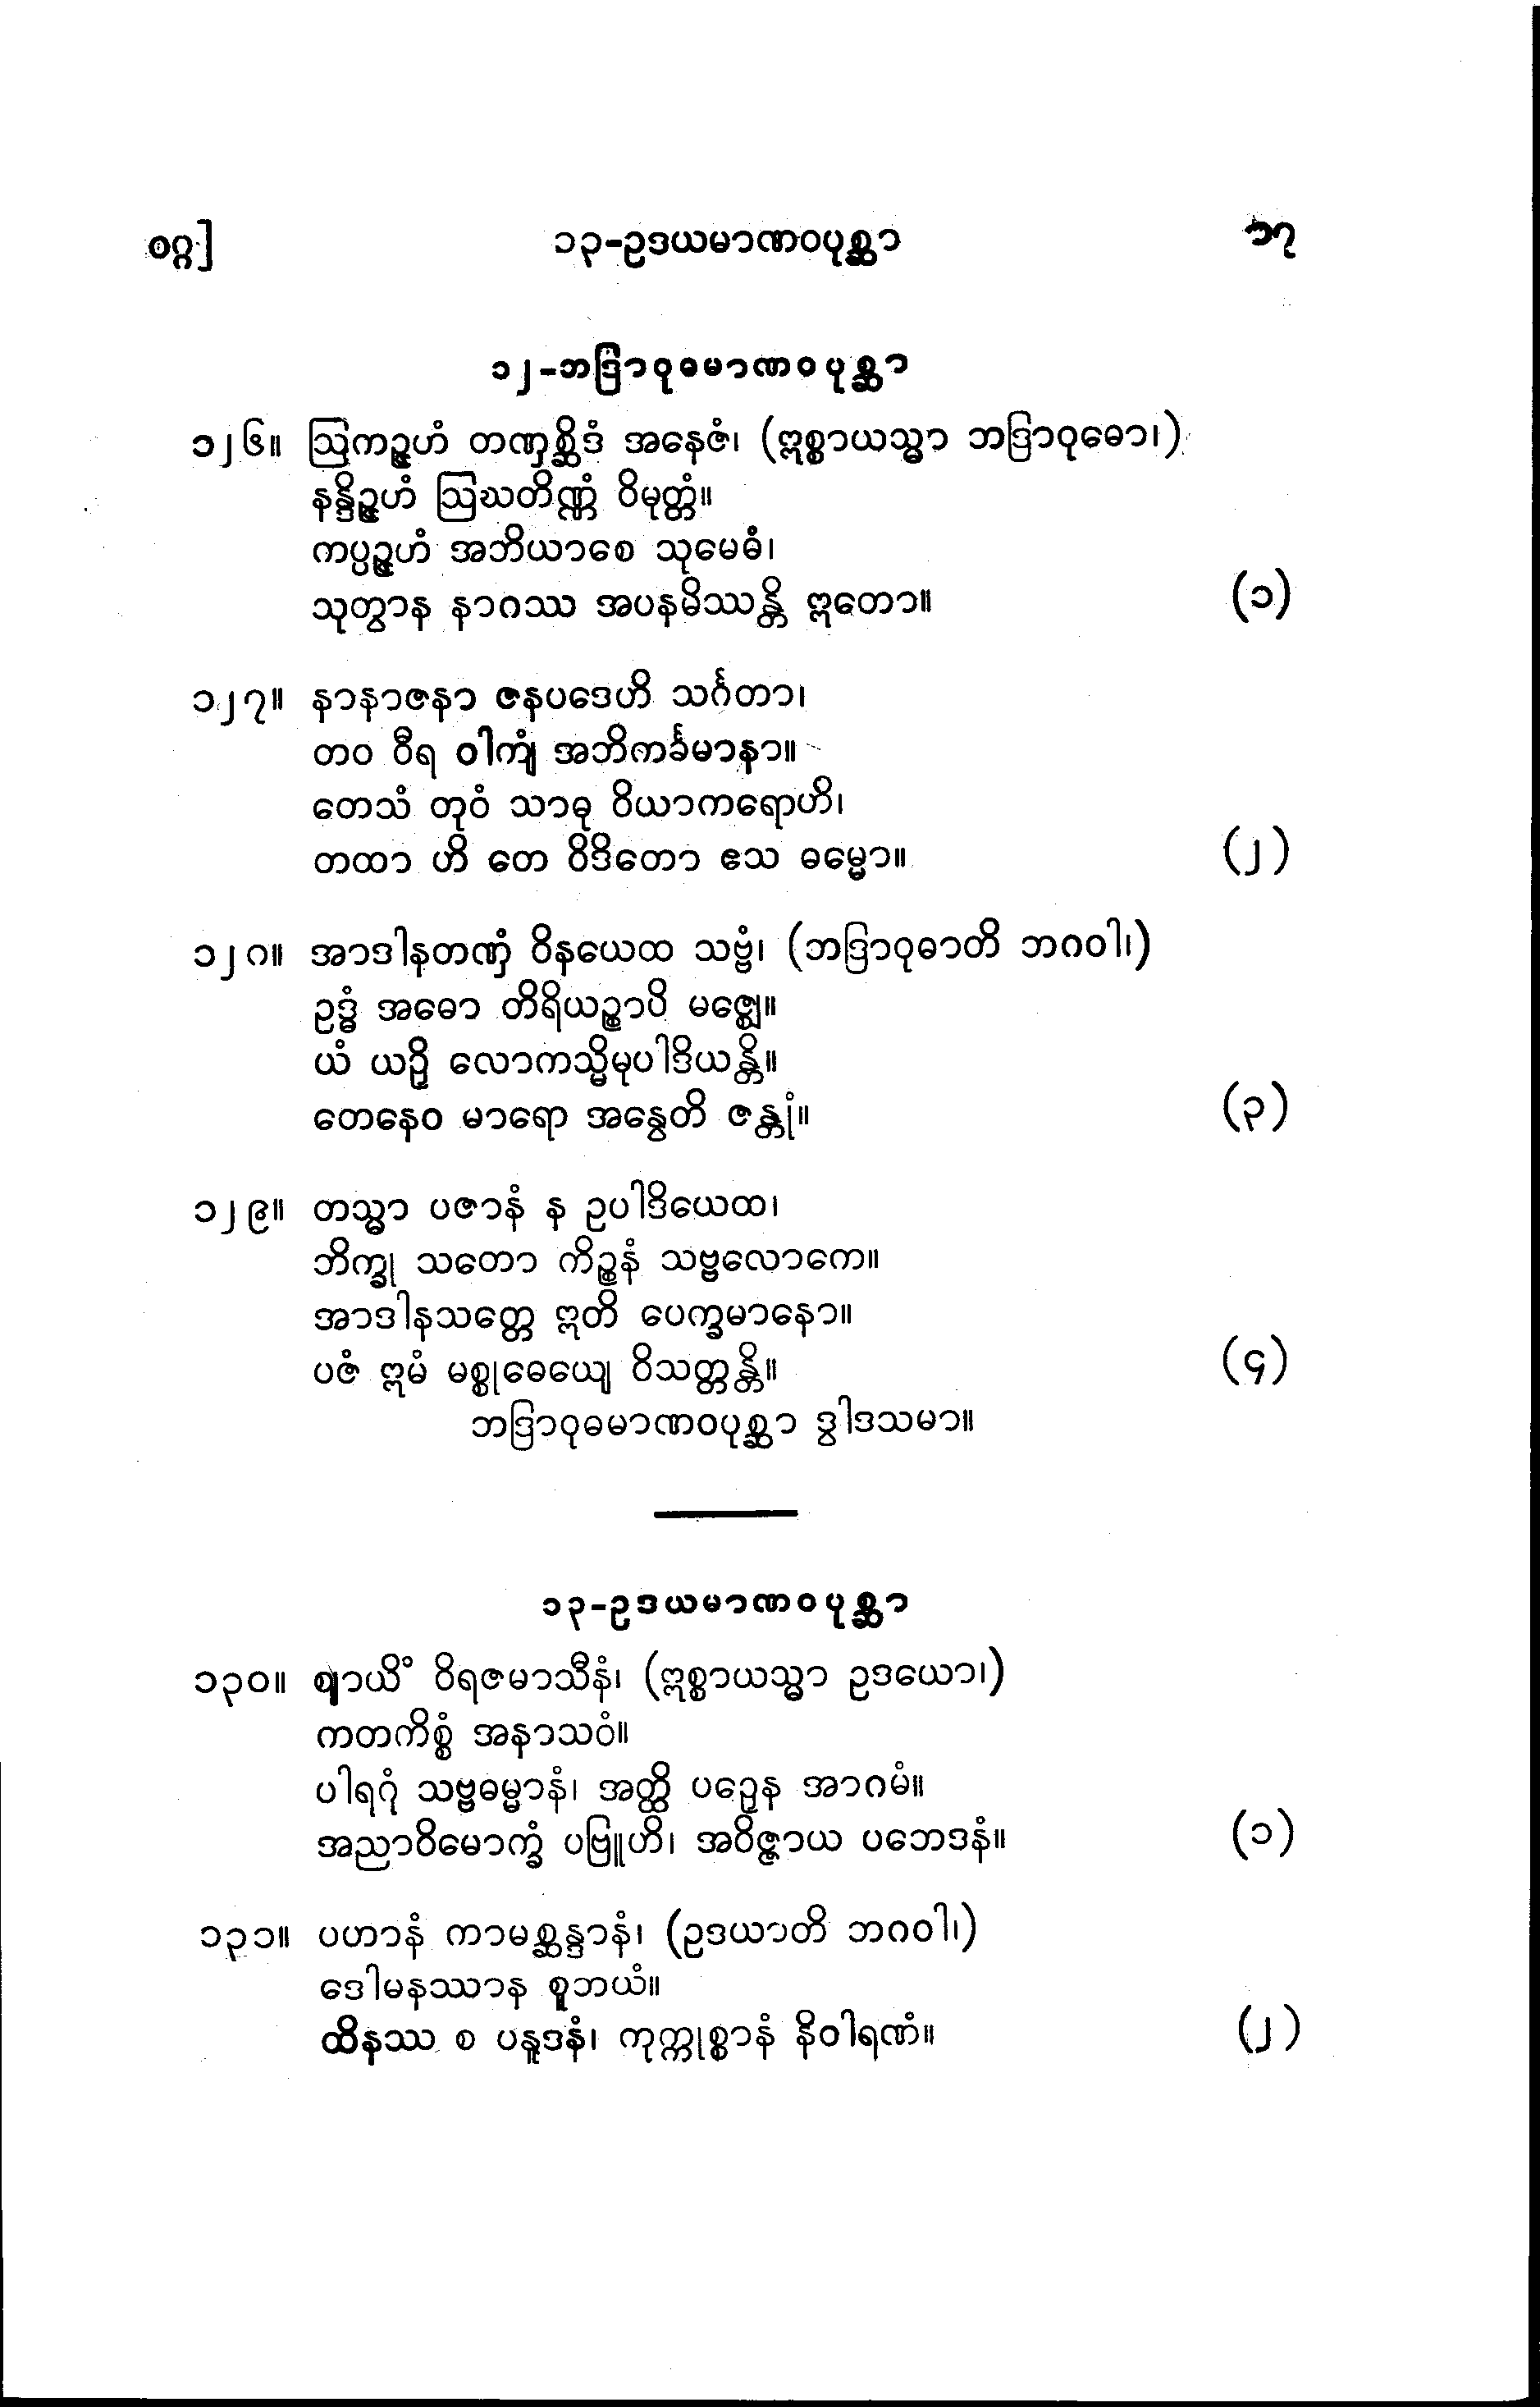 ဝဂ္ဂ] ၁၃-ဥဒယမာဏဝပုစ္ဆာ ၁၇
၁၂-ဘဒြာဝုဓမာဏဝပုစ္ဆာ
၁၂၆။ ဩကဉ္ဇဟံ တဏှစ္ဆိဒံ အနေဇံ၊ (ဣစ္စာယသ္မာ ဘဒြာဝုဓော၊)
နန္ဒိဉ္ဇဟံ ဩဃတိဏ္ဏံ ဝိမုတ္တံ။
ကပ္ပဉ္ဇဟံ အဘိယာစေ သုမေဓံ၊
သုတွာန နာဂဿ အပနမိဿန္တိ ဣတော။ (၁)
၁၂၇။ နာနာဇနာ ဇနပဒေဟိ သင်္ဂတာ၊
တဝ ဝီရ ဝါကျံ အဘိကင်္ခမာနာ။
တေသံ တုဝံ သာဓု ဝိယာကရောဟိ၊
တထာ ဟိ တေ ဝိဒိတော ဧသ ဓမ္မော။ (၂)
၁၂၈။ အာဒါနတဏှံ ဝိနယေထ သဗ္ဗံ၊ (ဘဒြာဝုဓာတိ ဘဂဝါ၊)
ဥဒ္ဓံ အဓော တိရိယဉ္စာပိ မဇ္ဈေ။
ယံ ယဉှိ လောကသ္မိမုပါဒိယန္တိ။
တေနေဝ မာရော အနွေတိ ဇန္တုံ။ (၃)
၁၂၉။ တသ္မာ ပဇာနံ န ဥပါဒိယေထ၊
ဘိက္ခု သတော ကိဉ္စနံ သဗ္ဗလောကေ။
အာဒါနသတ္တေ ဣတိ ပေက္ခမာနော။
ပဇံ ဣမံ မစ္စုဓေယျေ ဝိသတ္တန္တိ။ (၄)
ဘဒြာဝုဓမာဏဝပုစ္ဆာ ဒွါဒသမာ။
၁၃-ဥဒယမာဏဝပုစ္ဆာ
၁၃၀။ ဈာယိံ ဝိရဇမာသီနံ၊ (ဣစ္စာယသ္မာ ဥဒယော၊)
ကတကိစ္စံ အနာသဝံ။
ပါရဂုံ သဗ္ဗဓမ္မာနံ၊ အတ္ထိ ပဉှေန အာဂမံ။
အညာဝိမောက္ခံ ပဗြူဟိ၊ အဝိဇ္ဇာယ ပဘေဒနံ။ (၁)
၁၃၁။ ပဟာနံ ကာမစ္ဆန္ဒာနံ၊ (ဥဒယာတိ ဘဂဝါ၊)
ဒေါမနဿာန စူဘယံ။
ထိနဿ စ ပနူဒနံ၊ ကုက္ကုစ္စာနံ နိဝါရဏံ။ (၂)